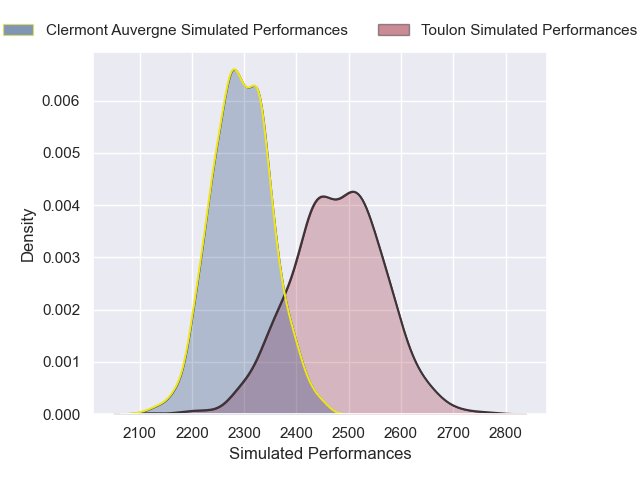 Clermont Auvergne Simulated Performances Toulon Simulated Performances
0.006
0.005
0.004
0.003
0.002
0.001
0.000
Density
2100 2200 2300 2400 2500 2600 2700 2800
Simulated Performances